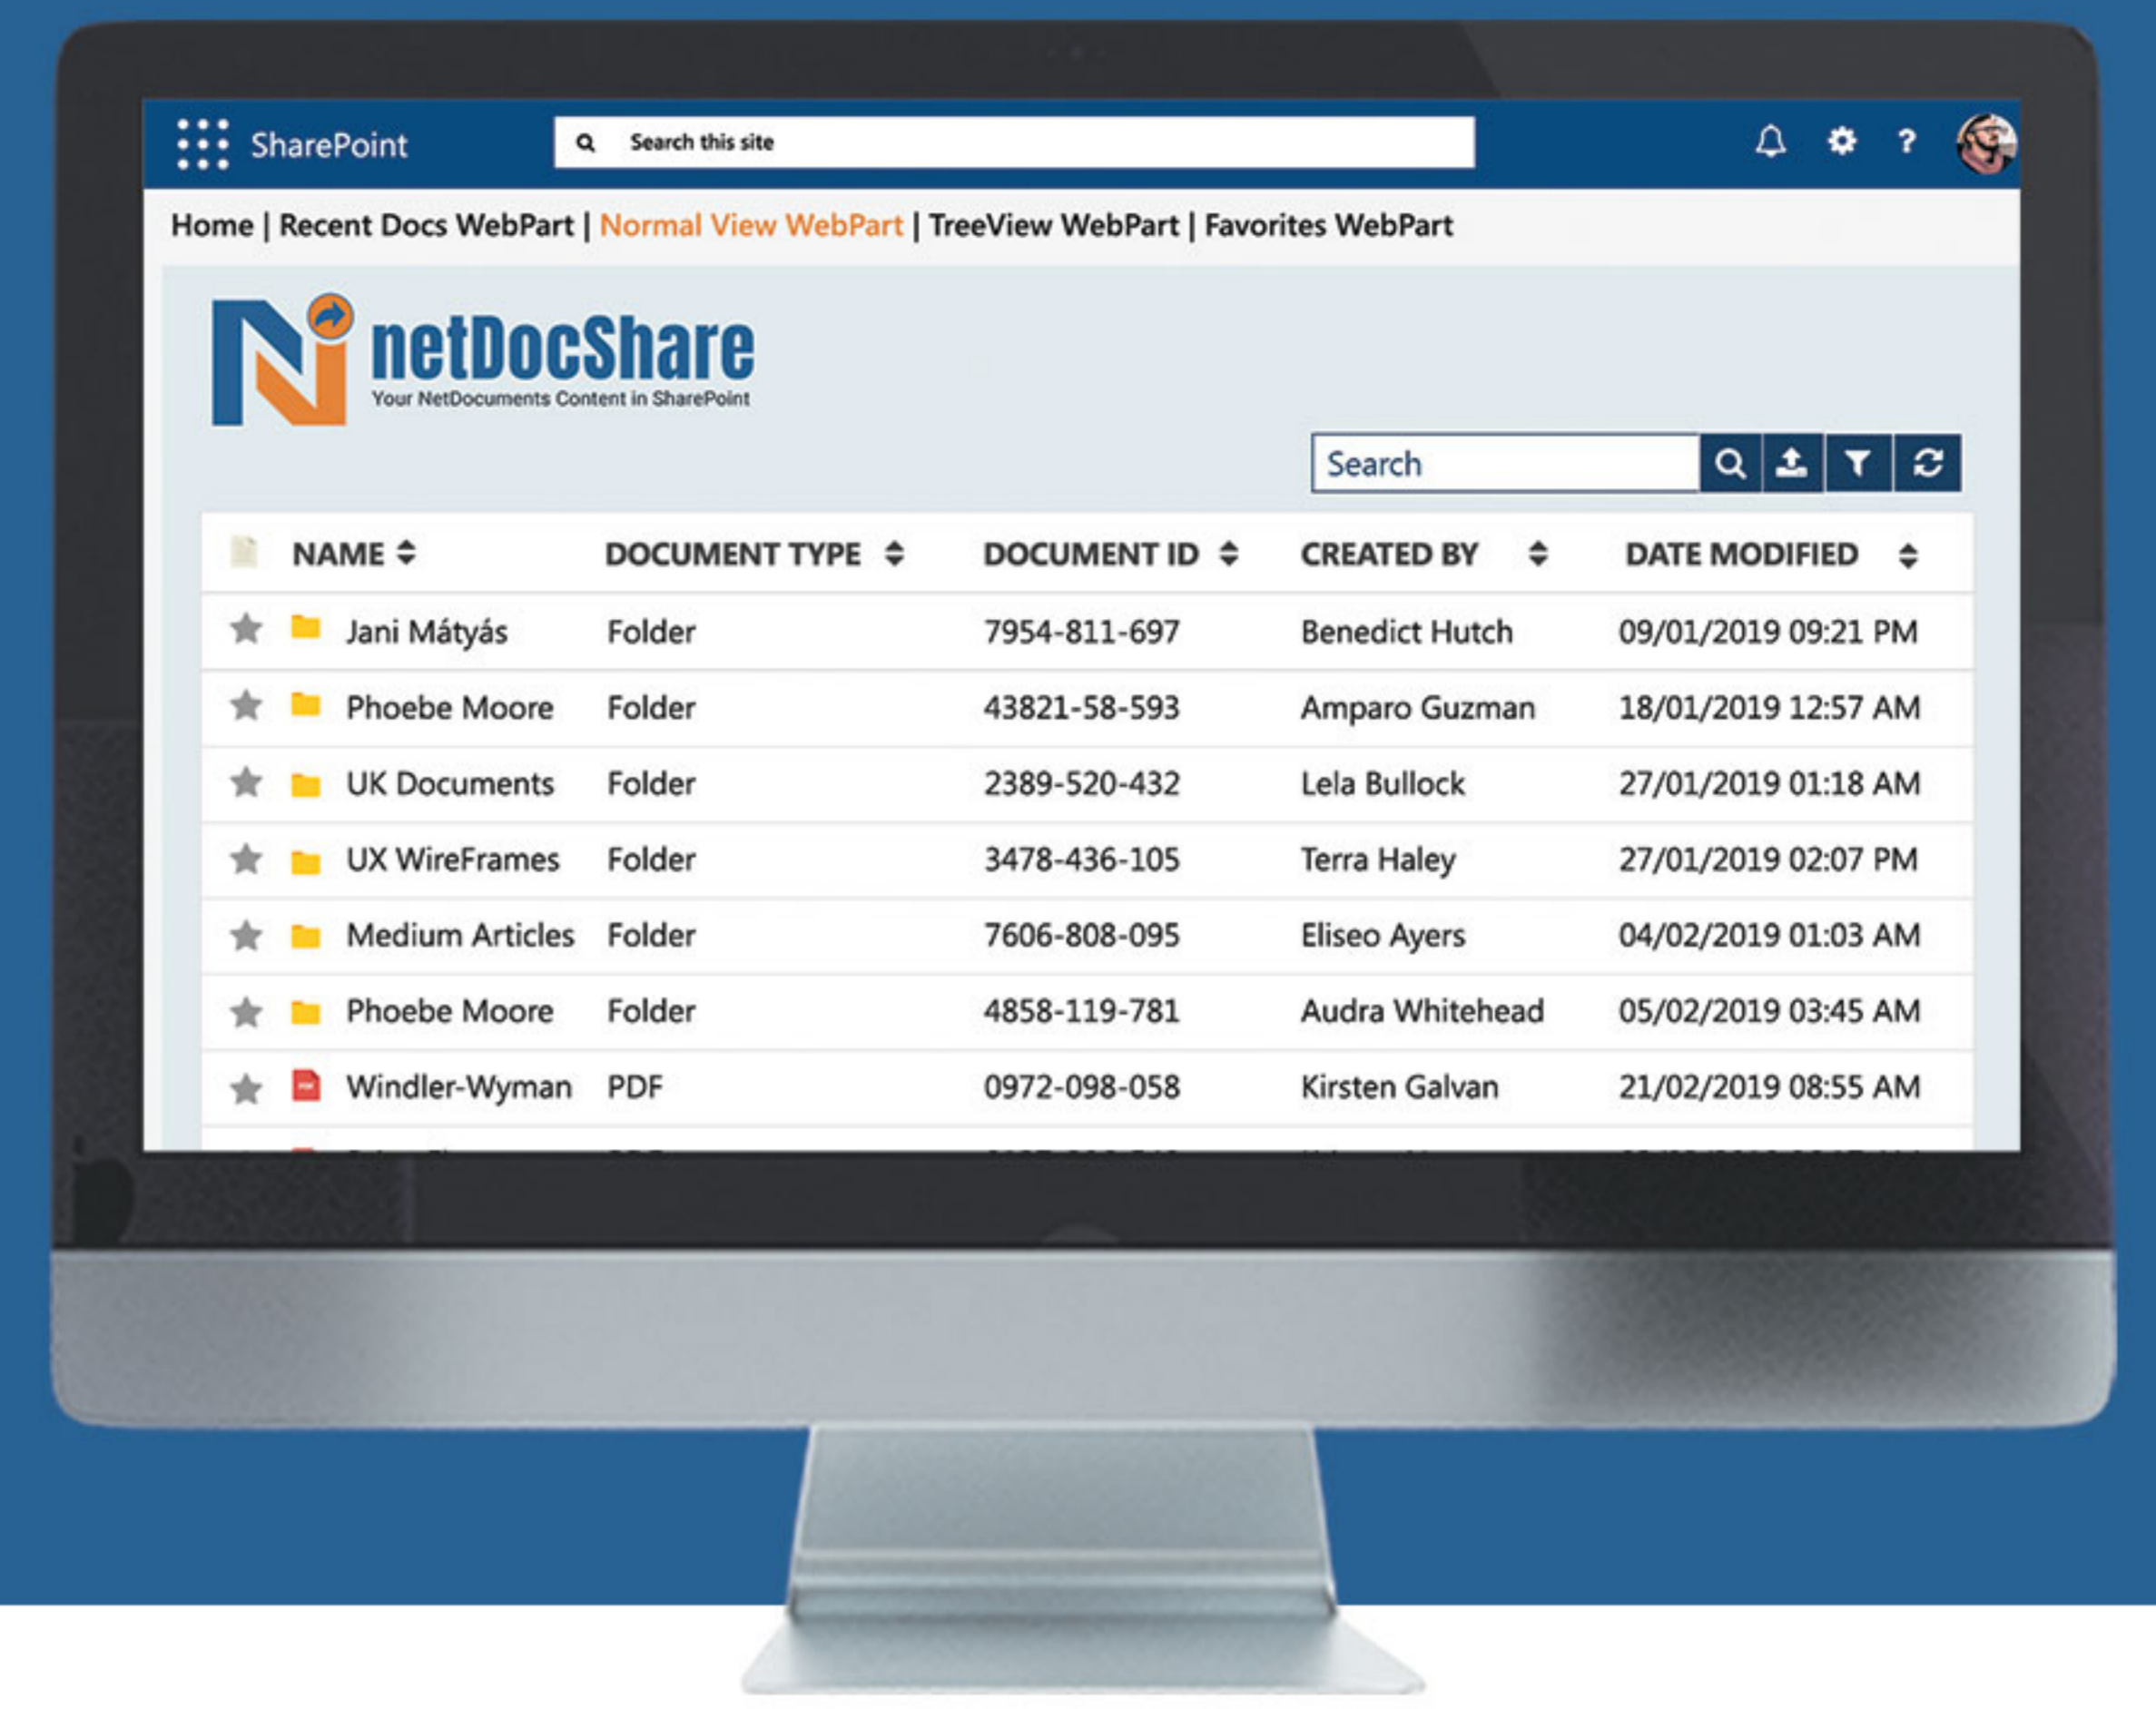 SharePoint
Search this site
?
Home | Recent Docs WebPart | Normal View WebPart | TreeView WebPart | Favorites WebPart
netDocShare
Your NetDocuments Content in SharePoint
Search
NAME DOCUMENT TYPE DOCUMENT ID CREATED BY DATE MODIFIED
Jani Mátyás Folder 7954-811-697 Benedict Hutch 09/01/2019 09:21 PM
Phoebe Moore Folder 43821-58-593 Amparo Guzman 18/01/2019 12:57 AM
UK Documents Folder 2389-520-432 Lela Bullock 27/01/2019 01:18 AM
UX WireFrames Folder 3478-436-105 Terra Haley 27/01/2019 02:07 PM
Medium Articles Folder 7606-808-095 Eliseo Ayers 04/02/2019 01:03 AM
Phoebe Moore Folder 4858-119-781 Audra Whitehead 05/02/2019 03:45 AM
Windler-Wyman PDF 0972-098-058 Kirsten Galvan 21/02/2019 08:55 AM